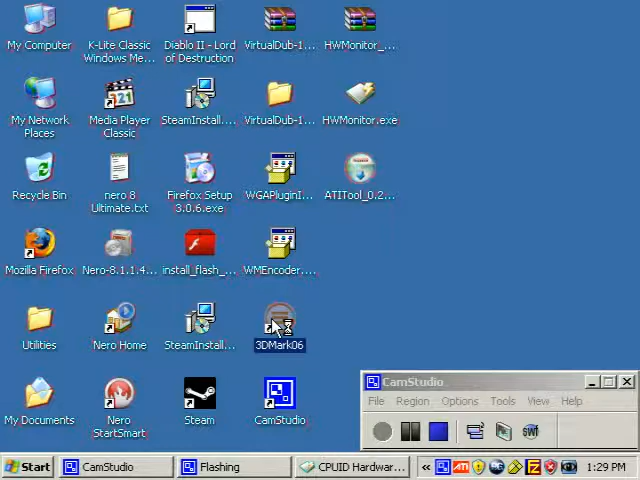 My Computer
K-Lite Classic
Windows Me...
Diablo II - Lord
of Destruction
VirtualDub-1...
HWMonitor_...
My Network
Places
Media Player
Classic
SteamInstall....
VirtualDub-1...
HWMonitor.exe
Recycle Bin
nero 8
Ultimate.txt
Firefox Setup
3.0.6.exe
WGAPluginI...
ATITool_0.2...
Mozilla Firefox
Nero-8.1.1.4...
install_flash_...
WMEncoder....
Utilities
Nero Home
SteamInstall...
3DMark06
My Documents
Nero
StartSmart
Steam
CamStudio
CamStudio
File Region Options Tools View Help
swf
Start
CamStudio
Flashing
CPUID Hardwar...
ATI
1:29 PM